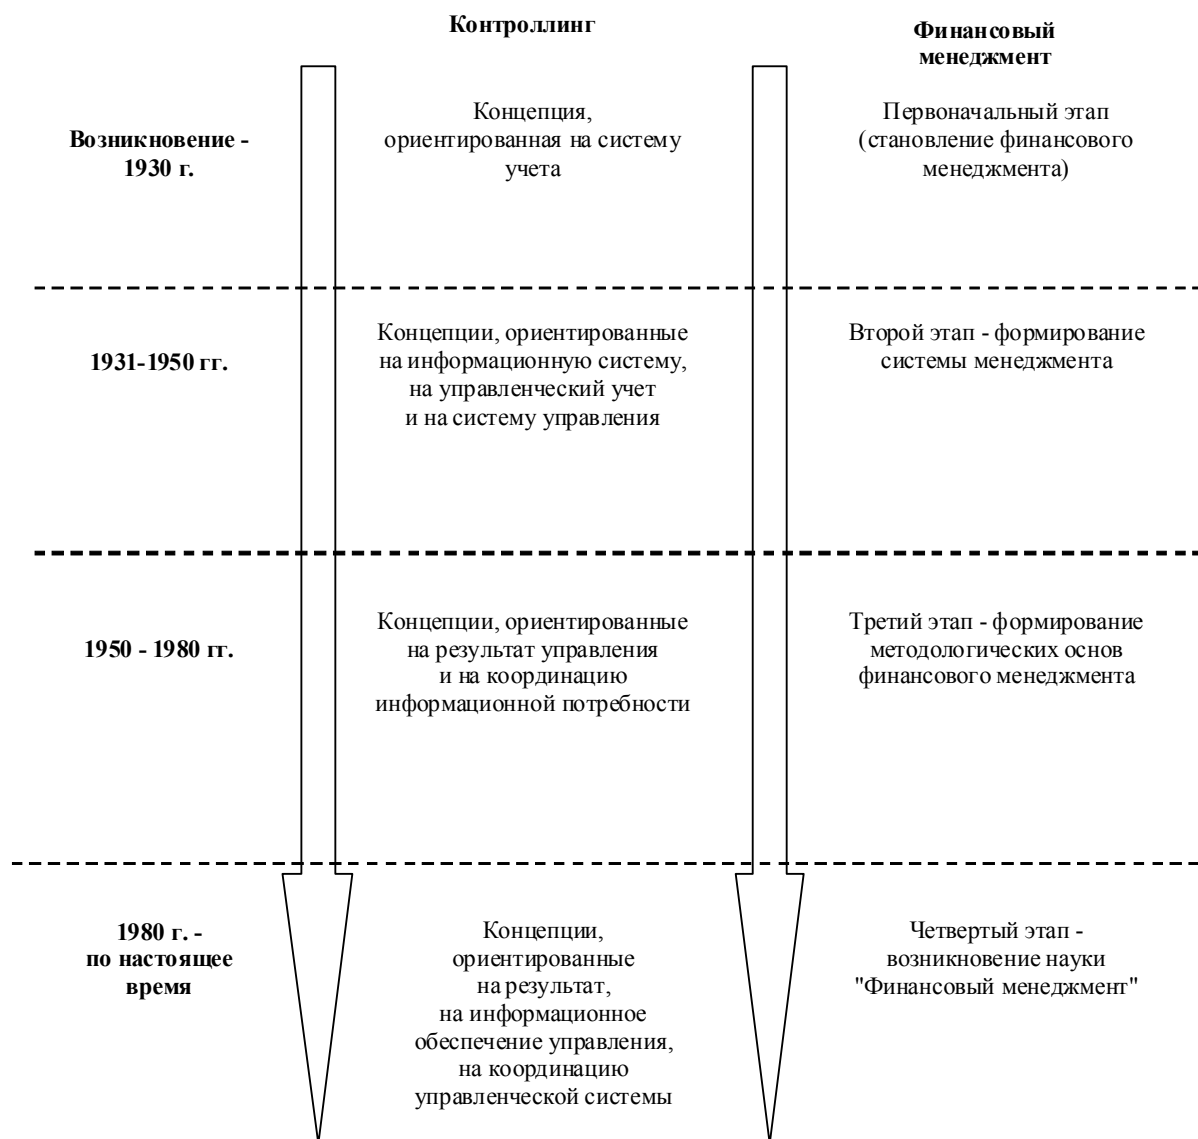 Контроллинг
Финансовый
менеджмент
Возникновение -
1930 г.
Концепция,
ориентированная на систему
учета
Первоначальный этап
(становление финансового
менеджмента)
1931-1950 гг.
Концепции, ориентированные
на информационную систему,
на управленческий учет
и на систему управления
Второй этап - формирование
системы менеджмента
1950 - 1980 гг.
Концепции, ориентированные
на результат управления
и на координацию
информационной потребности
Третий этап - формирование
методологических основ
финансового менеджмента
1980 г. -
по настоящее
время
Концепции,
ориентированные
на результат,
на информационное
обеспечение управления,
на координацию
управленческой системы
Четвертый этап -
возникновение науки
"Финансовый менеджмент"